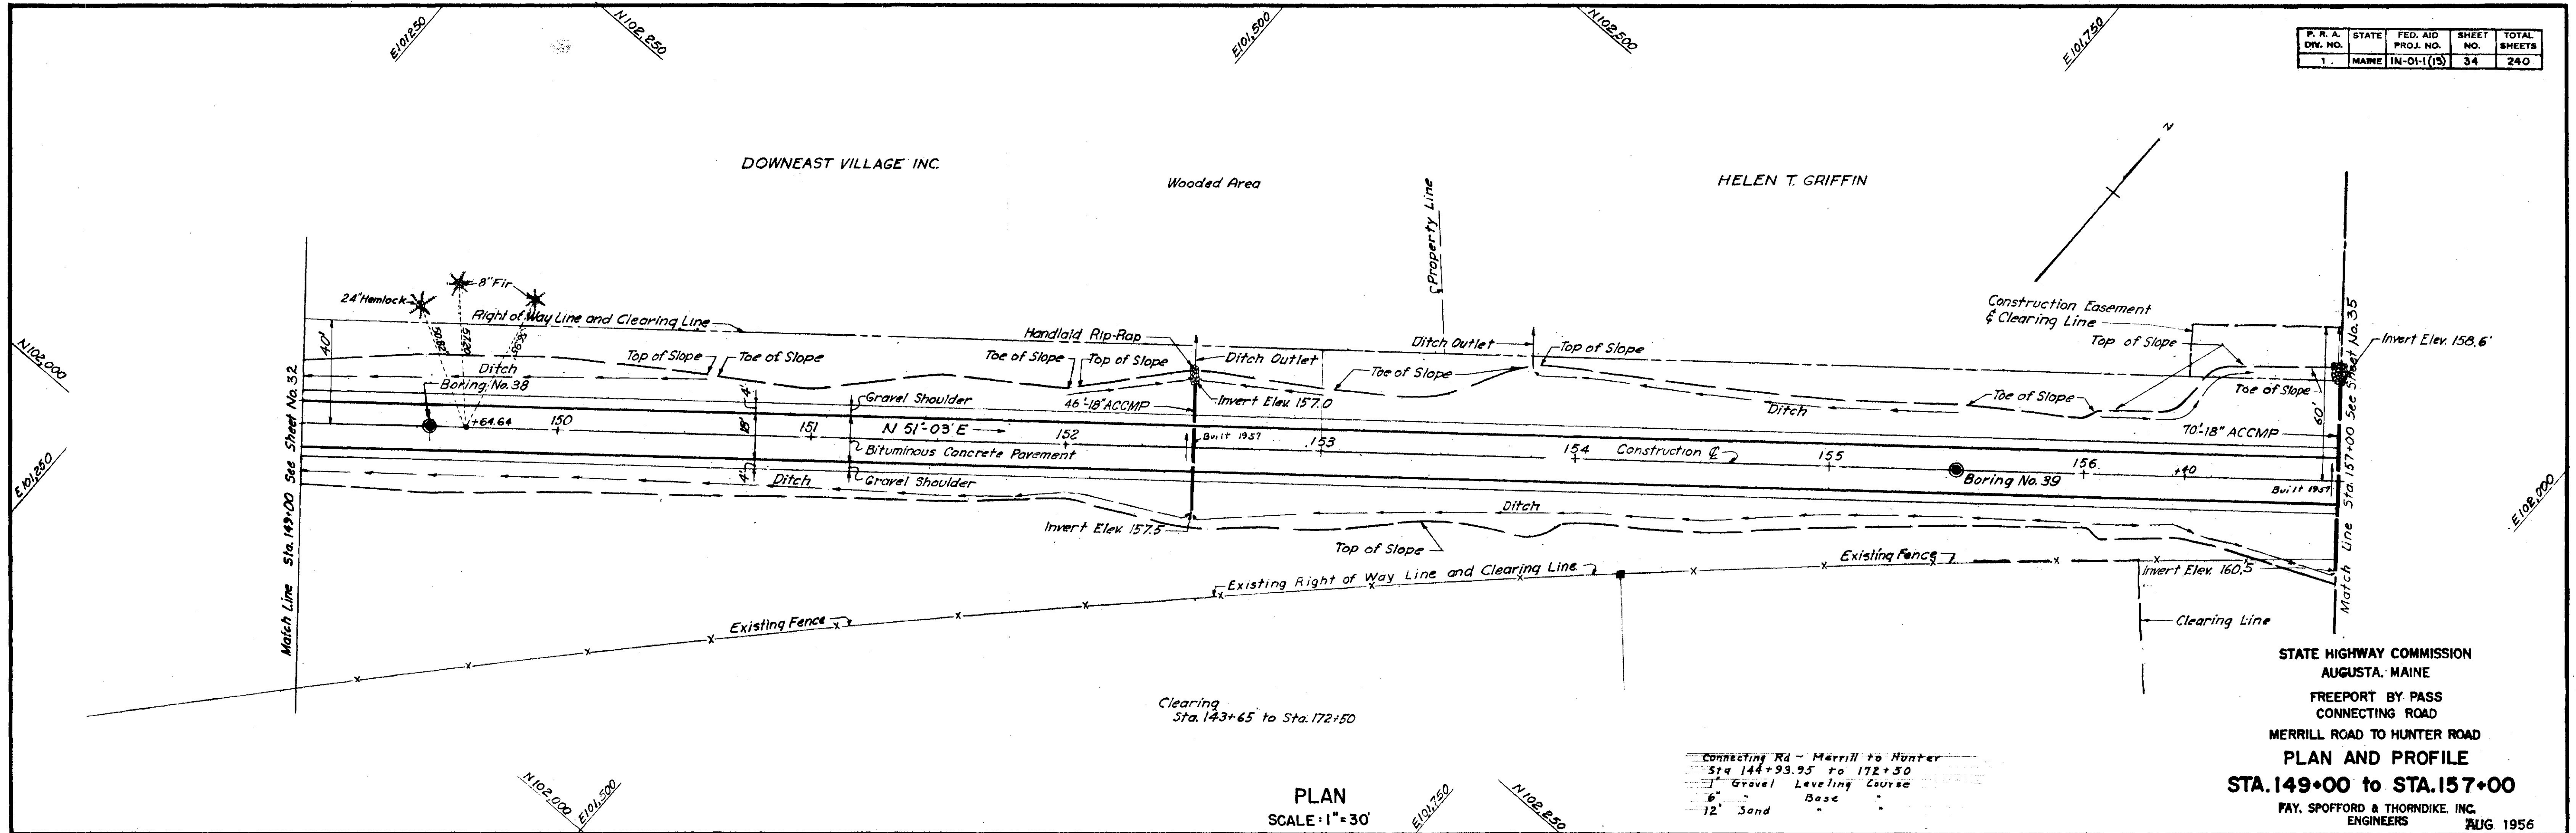 E101250
N102,250
E101,500
N102,500
E101,750
P. R. A. DIV. NO. STATE FED. AID PROJ. NO. SHEET NO. TOTAL SHEETS
1 MAINE IN-01-1(15) 34 240
N
DOWNEAST VILLAGE INC.
Wooded Area
HELEN T. GRIFFIN
Property Line
24" Hemlock
8" Fir
Right of Way Line and Clearing Line
40'
50.82
57.20
Handlaid Rip-Rap
Ditch Outlet
Ditch Outlet
Construction Easement
& Clearing Line
Top of Slope
Invert Elev. 158.6'
N102,000
Top of Slope
Toe of Slope
Toe of Slope
Top of Slope
Top of Slope
Toe of Slope
Toe of Slope
Toe of Slope
60'
Ditch
Boring No. 38
4'
18'
4'
Gravel Shoulder
46'-18" ACCMP
Invert Elev. 157.0
Ditch
70'-18" ACCMP
+64.64
150
151
N 51°-03' E
152
Built 1957
153
154
Construction ℄
155
156
+40
Built 1957
Bituminous Concrete Pavement
Boring No. 39
Ditch
Gravel Shoulder
Ditch
Invert Elev. 157.5
Top of Slope
Existing Fence
Invert Elev. 160.5
Existing Right of Way Line and Clearing Line
Existing Fence
Clearing Line
E101,250
E102,000
Match Line Sta. 149+00 See Sheet No. 32
Match Line Sta. 157+00 See Sheet No. 35
Clearing
Sta. 143+65 to Sta. 172+50
Connecting Rd - Merrill to Hunter
Sta 144+93.95 to 172+50
1" Gravel Leveling Course
6" " Base "
12" Sand " "
N102,000
E101,500
PLAN
SCALE: 1" = 30'
E101,750
N102,250
STATE HIGHWAY COMMISSION
AUGUSTA, MAINE
FREEPORT BY-PASS
CONNECTING ROAD
MERRILL ROAD TO HUNTER ROAD
PLAN AND PROFILE
STA. 149+00 to STA. 157+00
FAY, SPOFFORD & THORNDIKE, INC.
ENGINEERS
AUG 1956